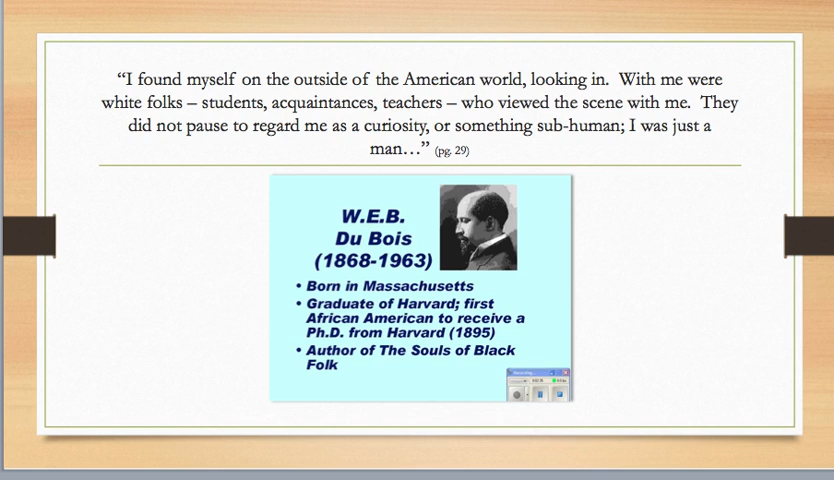 “I found myself on the outside of the American world, looking in.  With me were
white folks – students, acquaintances, teachers – who viewed the scene with me.  They
did not pause to regard me as a curiosity, or something sub-human; I was just a
man…” (pg. 29)
W.E.B.
Du Bois
(1868-1963)
• Born in Massachusetts
• Graduate of Harvard; first
African American to receive a
Ph.D. from Harvard (1895)
• Author of The Souls of Black
Folk